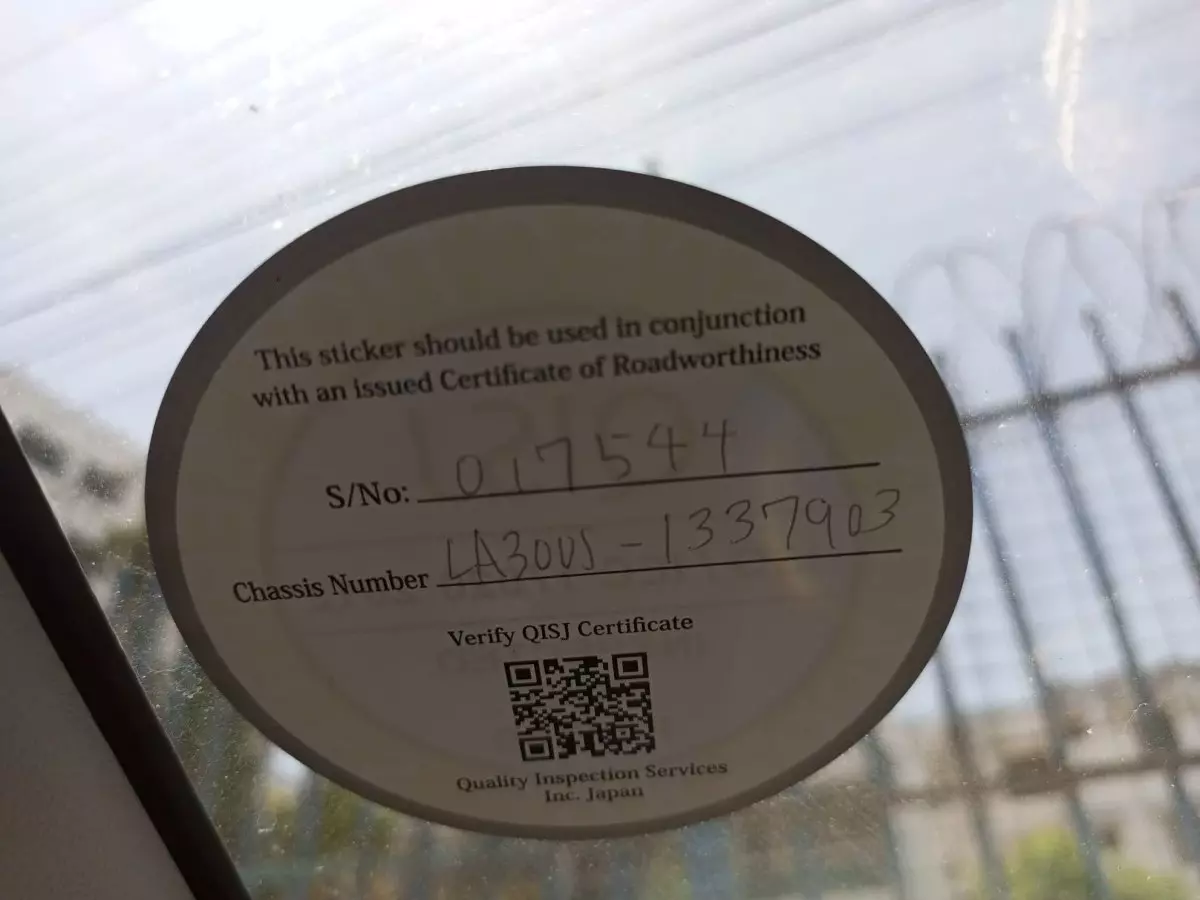 This sticker should be used in conjunction
with an issued Certificate of Roadworthiness
S/No: 017544
Chassis Number LA30US-1337903
Verify QISJ Certificate
Quality Inspection Services
Inc. Japan